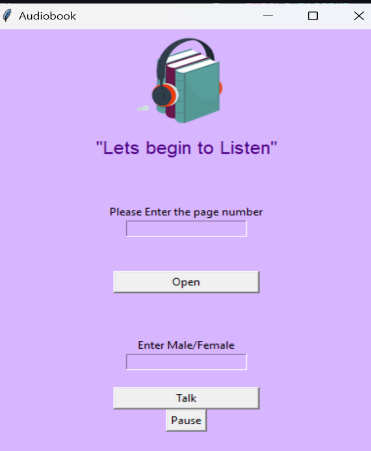 Audiobook
"Lets begin to Listen"
Please Enter the page number
Open
Enter Male/Female
Talk
Pause